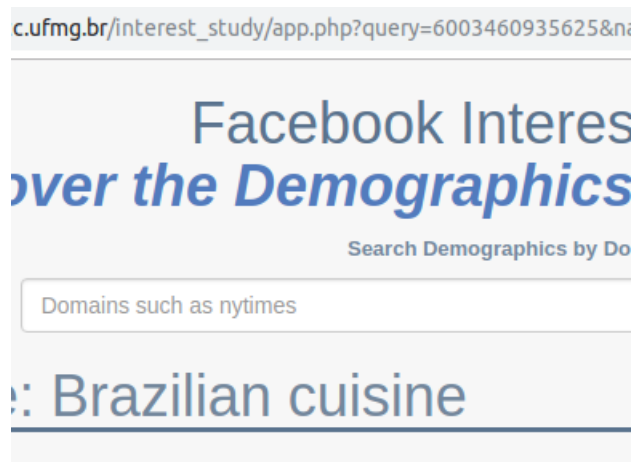 c.ufmg.br/interest_study/app.php?query=6003460935625&na
Facebook Interes
over the Demographics
Search Demographics by Do
Domains such as nytimes
e: Brazilian cuisine